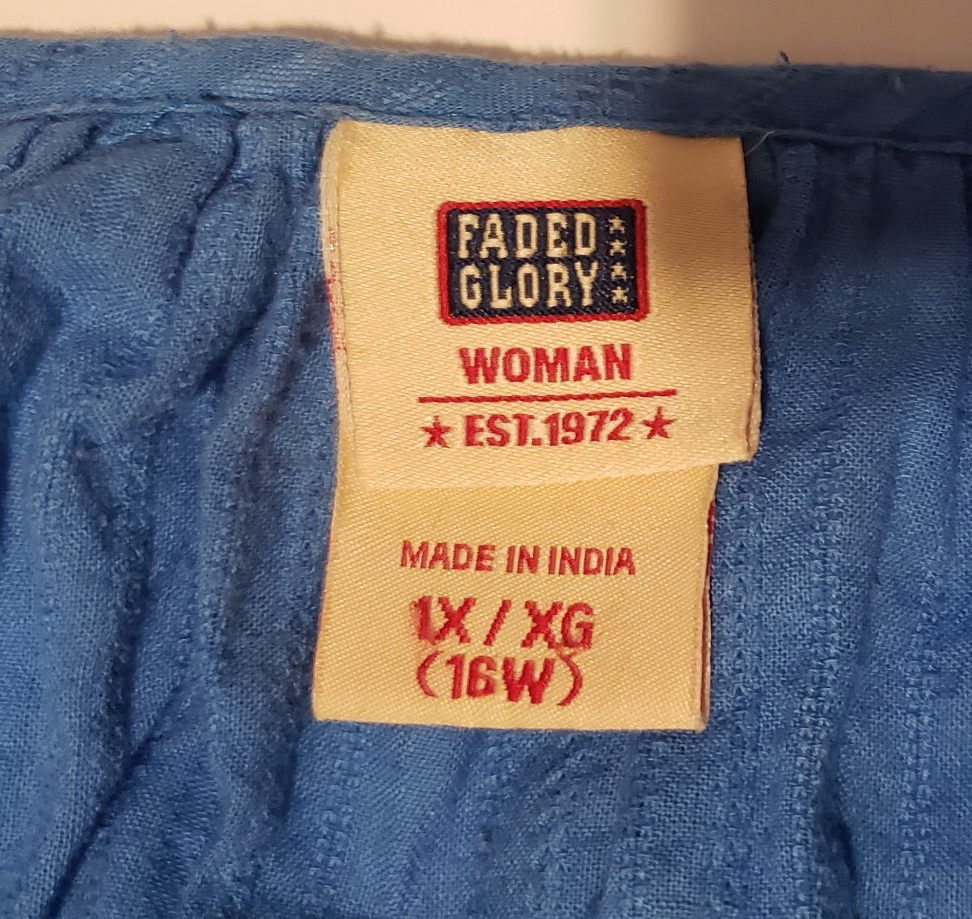 FADED
GLORY
WOMAN
EST.1972
MADE IN INDIA
1X / XG
(16W)